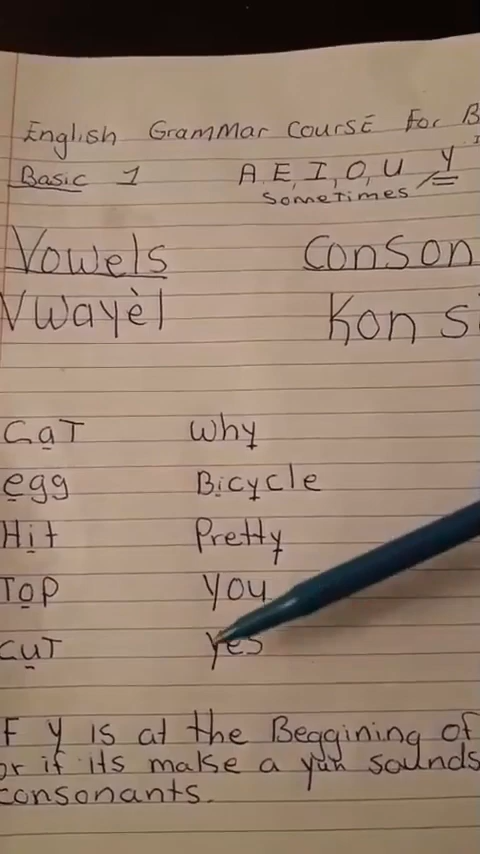 English Grammar Course For B
Basic 1 A, E, I, O, U Y
Sometimes
Vowels Conson
Vwayèl Kon s
CaT Why
egg Bicycle
Hit Pretty
Top You
CuT Yes
F Y is at the Beggining of
or if its make a yuh sounds
consonants.